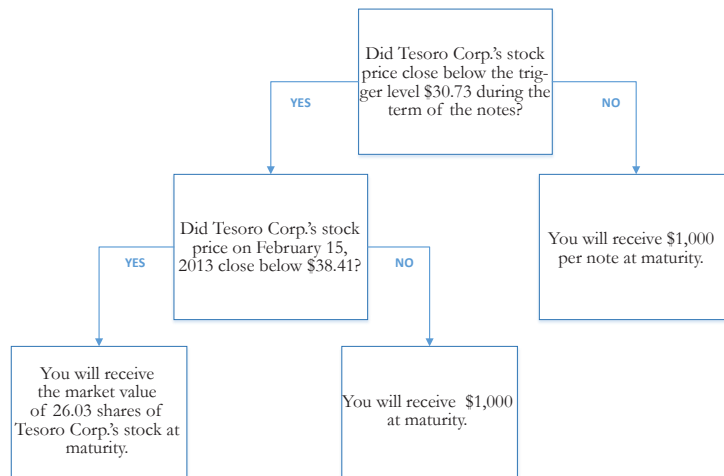 Did Tesoro Corp.'s stock
price close below the trig-
ger level $30.73 during the
term of the notes?
YES
NO
Did Tesoro Corp.'s stock
price on February 15,
2013 close below $38.41?
You will receive $1,000
per note at maturity.
YES
NO
You will receive
the market value
of 26.03 shares of
Tesoro Corp.'s stock at
maturity.
You will receive $1,000
at maturity.